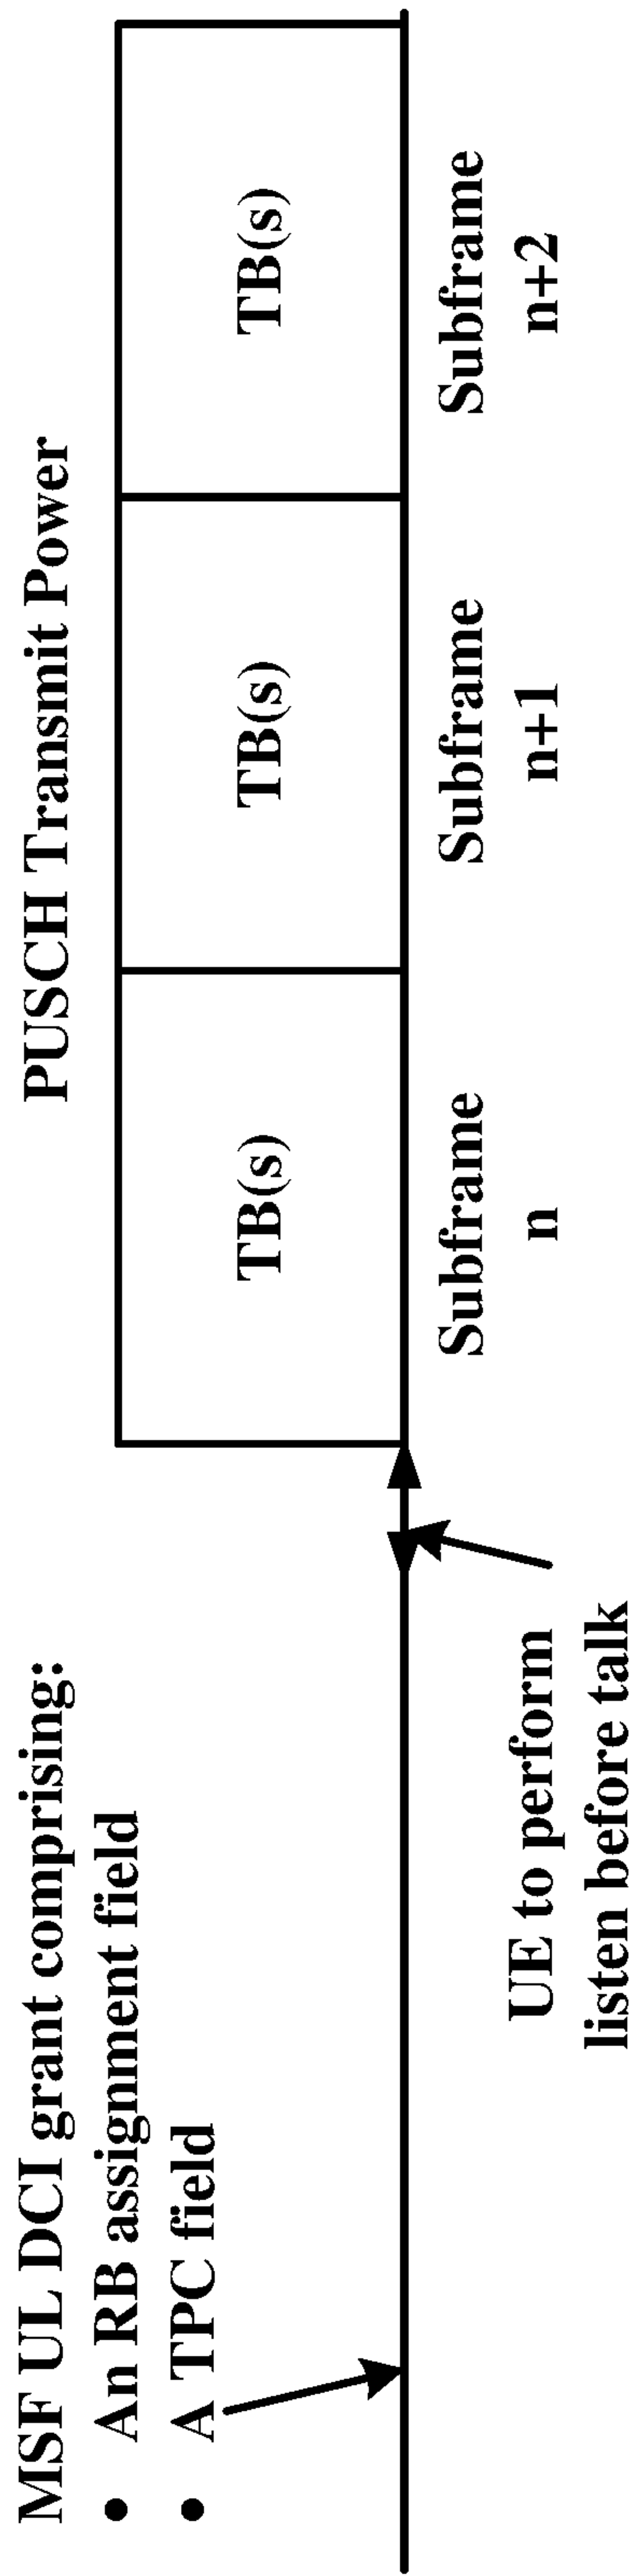 MSF UL DCI grant comprising:
• An RB assignment field
• A TPC field
UE to perform
listen before talk
PUSCH Transmit Power
TB(s)
TB(s)
TB(s)
Subframe
n
Subframe
n+1
Subframe
n+2